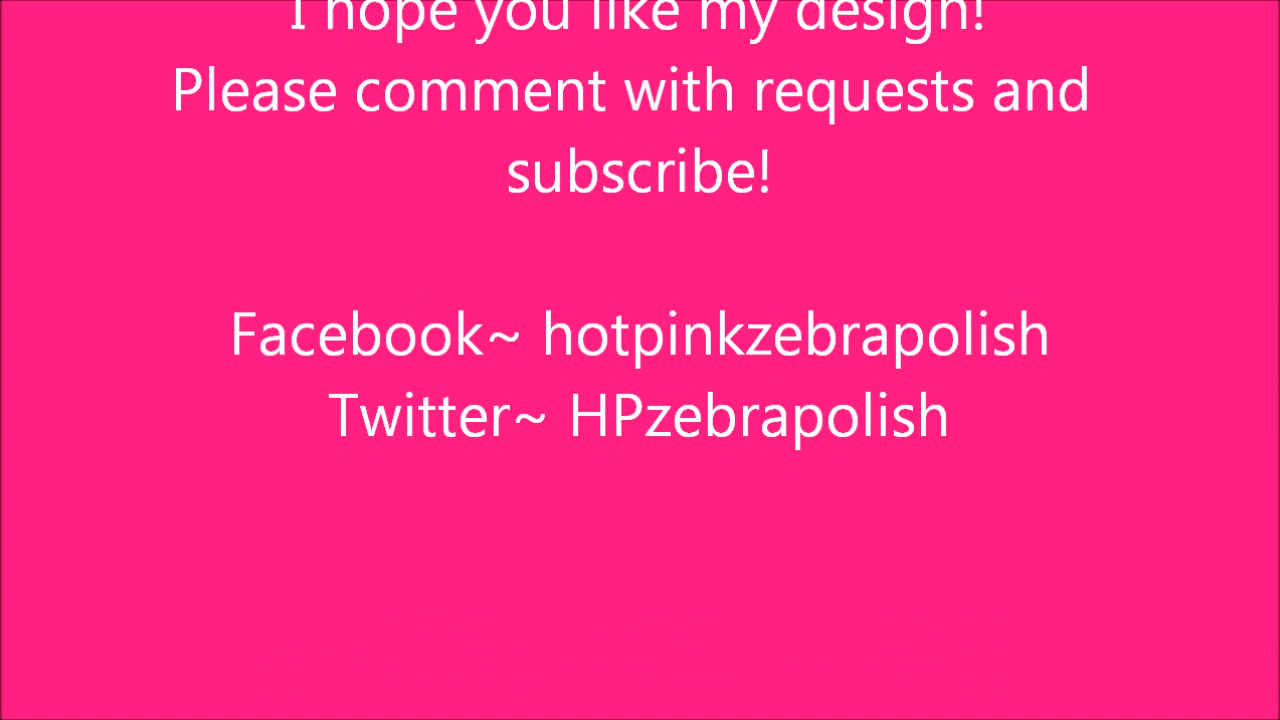 I hope you like my design!
Please comment with requests and
subscribe!
Facebook~ hotpinkzebrapolish
Twitter~ HPzebrapolish